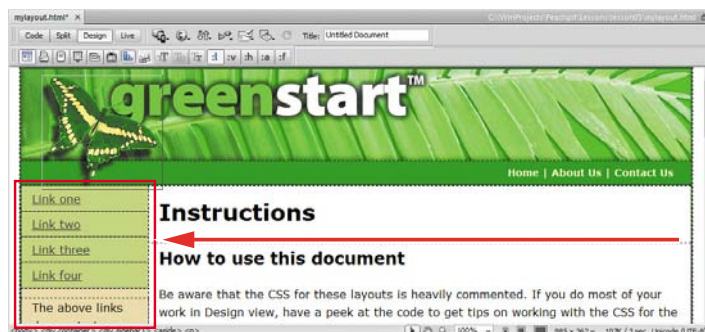 mylayout.html* ×
Code Split Design Live Title: Untitled Document
:l :v :h :a :f
greenstart™
Home | About Us | Contact Us
Link one
Link two
Link three
Link four
The above links
Instructions
How to use this document
Be aware that the CSS for these layouts is heavily commented. If you do most of your
work in Design view, have a peek at the code to get tips on working with the CSS for the
100%